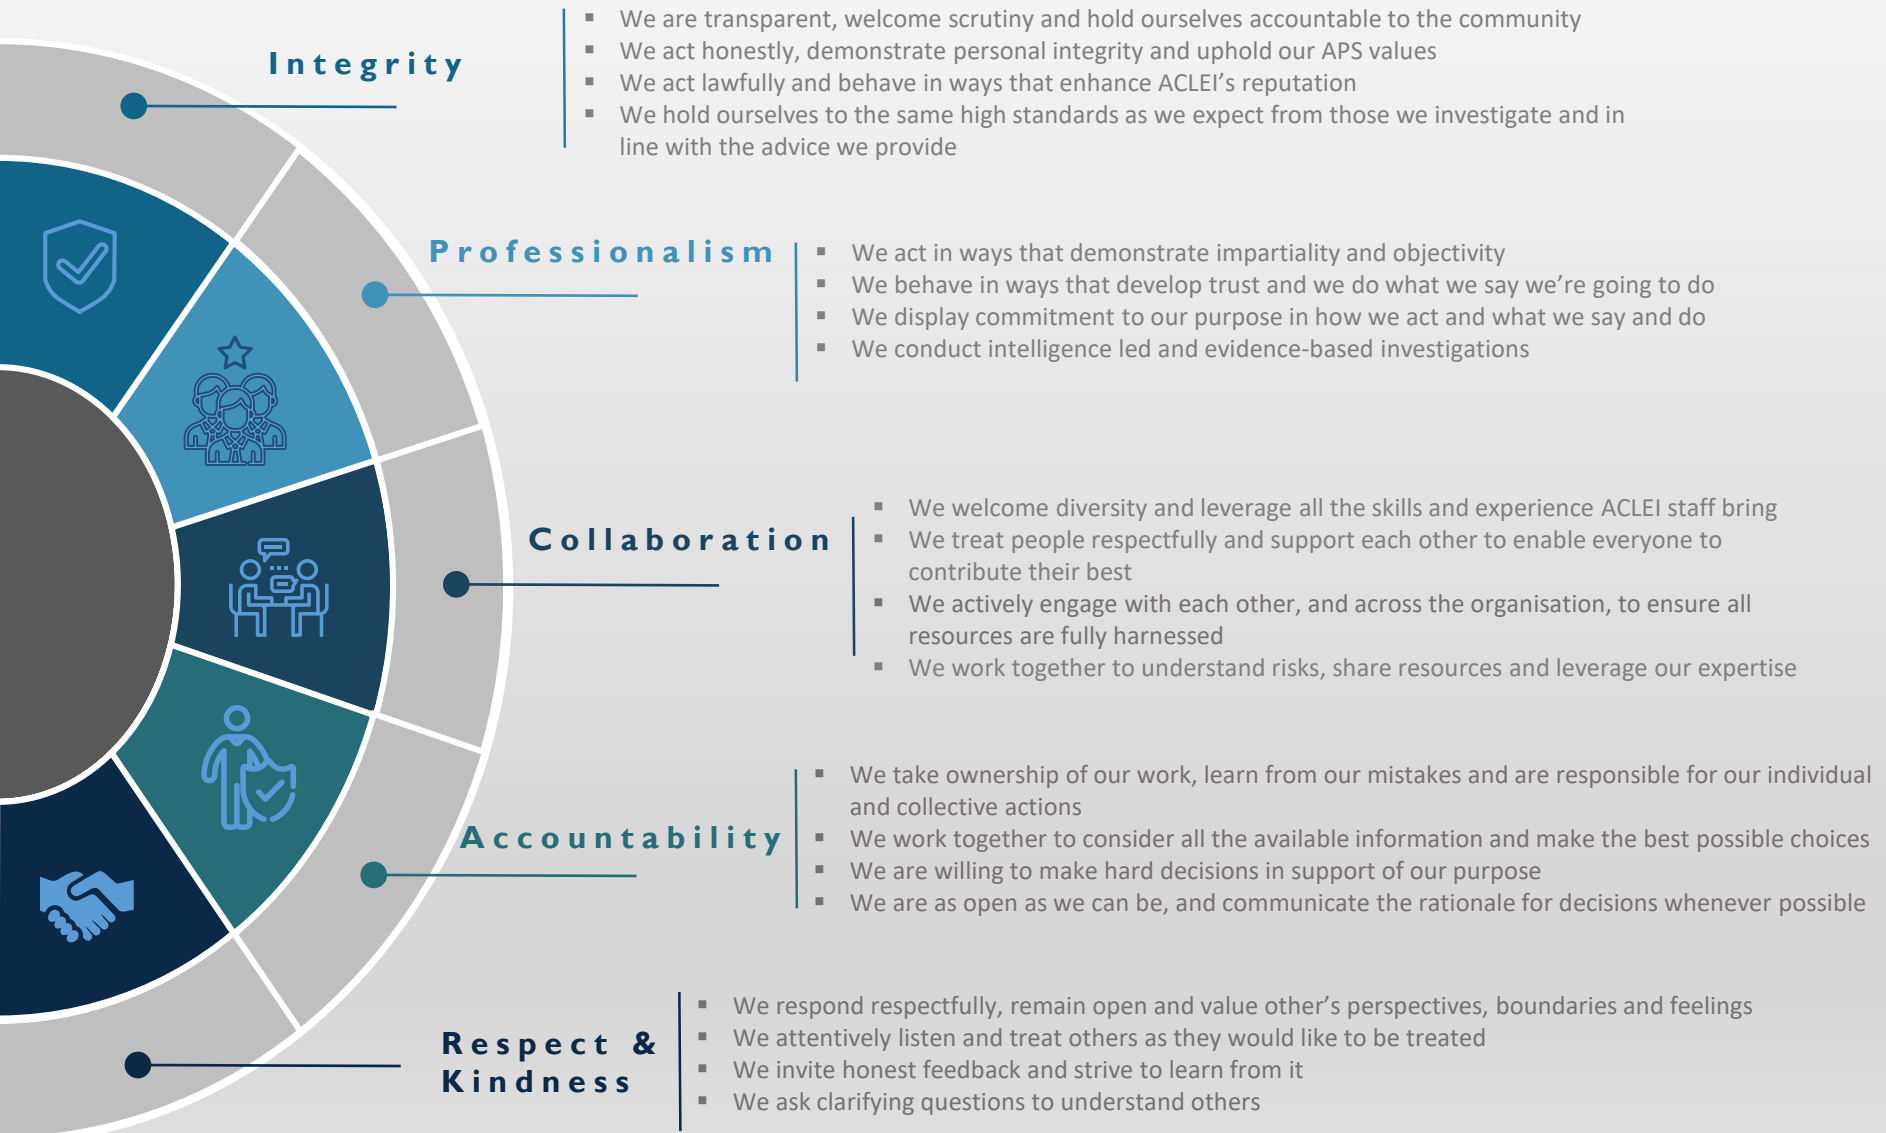 Integrity
▪ We are transparent, welcome scrutiny and hold ourselves accountable to the community
▪ We act honestly, demonstrate personal integrity and uphold our APS values
▪ We act lawfully and behave in ways that enhance ACLEI’s reputation
▪ We hold ourselves to the same high standards as we expect from those we investigate and in
line with the advice we provide
Professionalism
▪ We act in ways that demonstrate impartiality and objectivity
▪ We behave in ways that develop trust and we do what we say we’re going to do
▪ We display commitment to our purpose in how we act and what we say and do
▪ We conduct intelligence led and evidence-based investigations
Collaboration
▪ We welcome diversity and leverage all the skills and experience ACLEI staff bring
▪ We treat people respectfully and support each other to enable everyone to
contribute their best
▪ We actively engage with each other, and across the organisation, to ensure all
resources are fully harnessed
▪ We work together to understand risks, share resources and leverage our expertise
Accountability
▪ We take ownership of our work, learn from our mistakes and are responsible for our individual
and collective actions
▪ We work together to consider all the available information and make the best possible choices
▪ We are willing to make hard decisions in support of our purpose
▪ We are as open as we can be, and communicate the rationale for decisions whenever possible
Respect &
Kindness
▪ We respond respectfully, remain open and value other’s perspectives, boundaries and feelings
▪ We attentively listen and treat others as they would like to be treated
▪ We invite honest feedback and strive to learn from it
▪ We ask clarifying questions to understand others